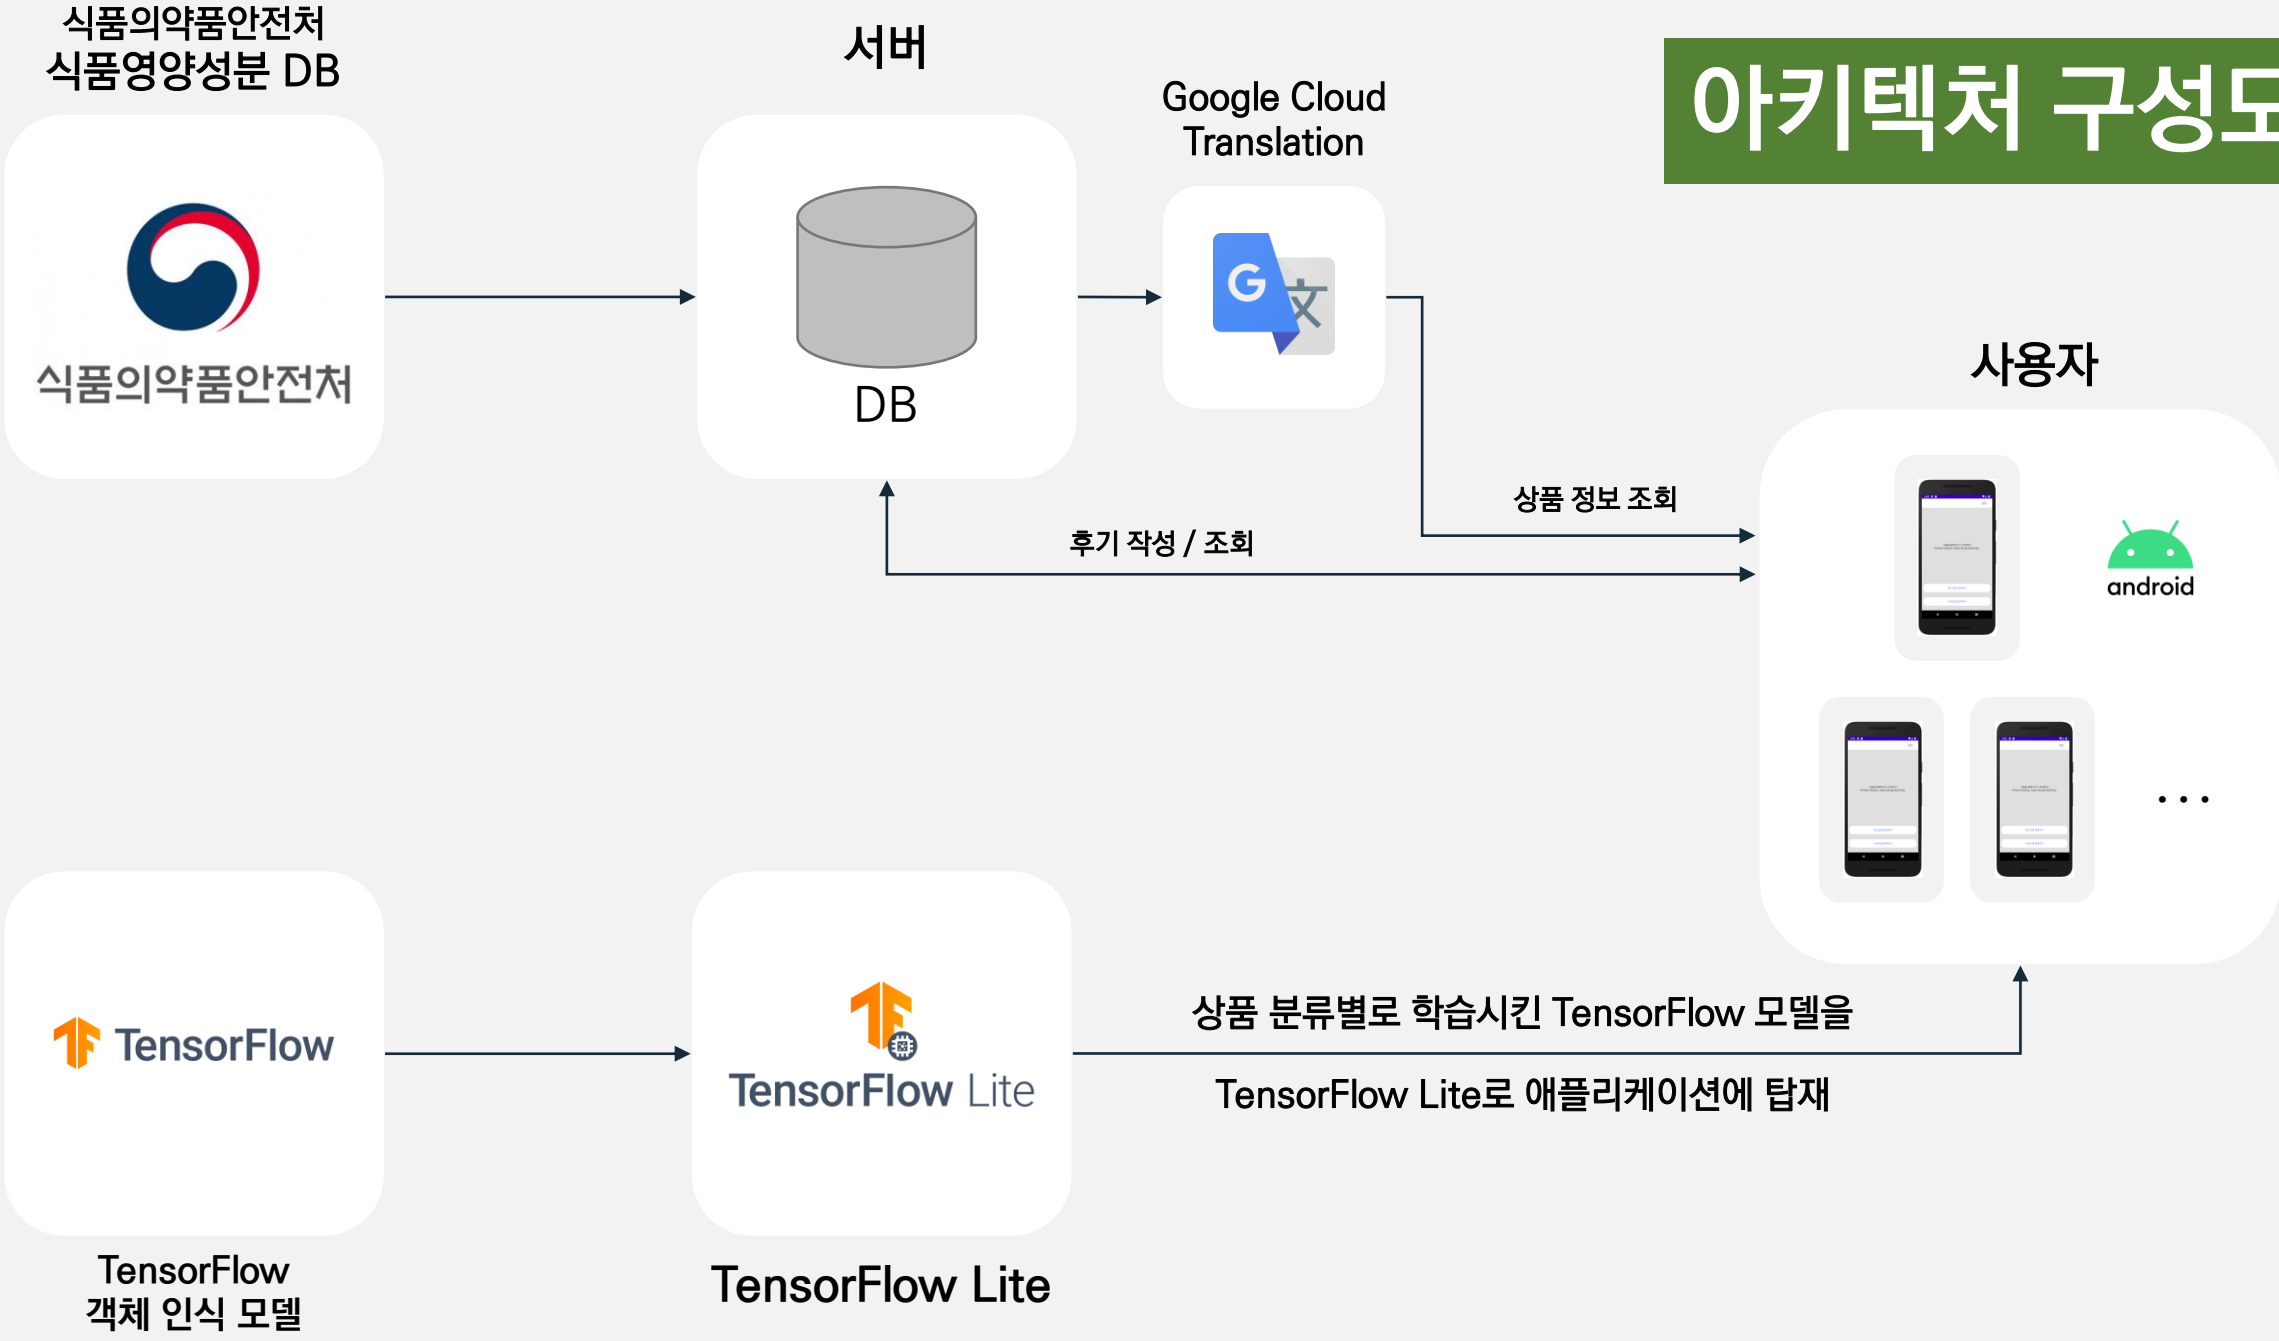 식품의약품안전처
식품영양성분 DB
서버
Google Cloud
Translation
아키텍처 구성도
식품의약품안전처
DB
G
文
사용자
상품 정보 조회
후기 작성 / 조회
android
...
TensorFlow
TensorFlow Lite
상품 분류별로 학습시킨 TensorFlow 모델을
TensorFlow Lite로 애플리케이션에 탑재
TensorFlow
객체 인식 모델
TensorFlow Lite